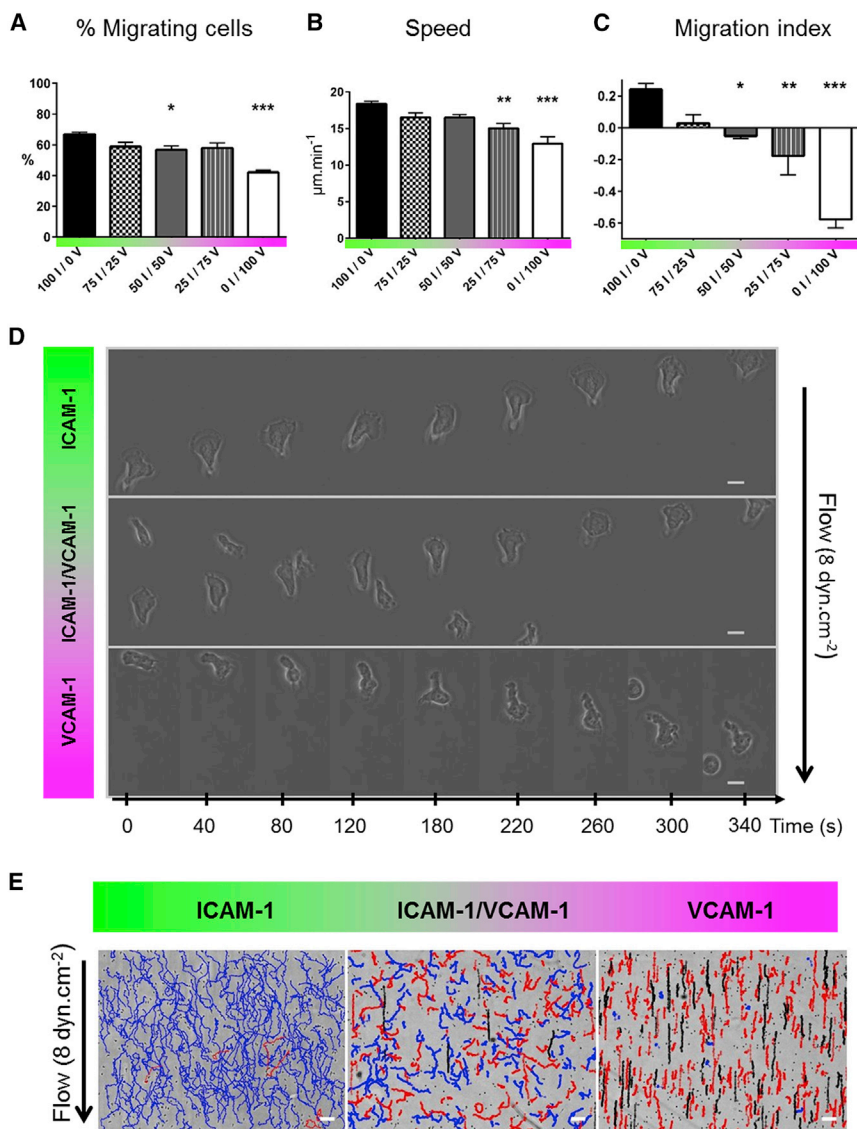 A
% Migrating cells
100
80
60
%
40
20
0
*
***
100 I / 0 V
75 I / 25 V
50 I / 50 V
25 I / 75 V
0 I / 100 V
B
Speed
20
15
10
5
0
µm.min⁻¹
**
***
100 I / 0 V
75 I / 25 V
50 I / 50 V
25 I / 75 V
0 I / 100 V
C
Migration index
0.2
0.0
-0.2
-0.4
-0.6
*
**
***
100 I / 0 V
75 I / 25 V
50 I / 50 V
25 I / 75 V
0 I / 100 V
D
ICAM-1
ICAM-1/VCAM-1
VCAM-1
Flow (8 dyn.cm⁻²)
0 40 80 120 180 220 260 300 340 Time (s)
E
ICAM-1 ICAM-1/VCAM-1 VCAM-1
Flow (8 dyn.cm⁻²)